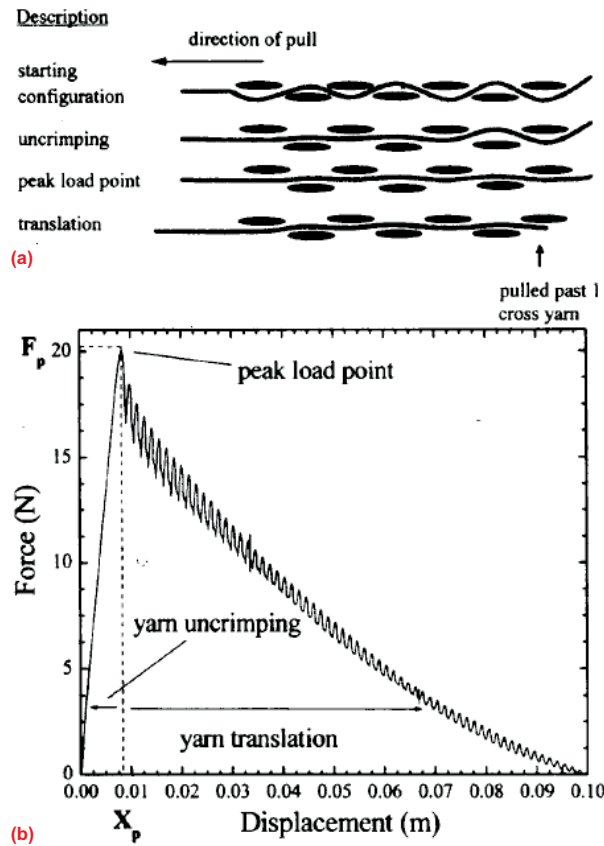 Description
direction of pull
starting
configuration
uncrimping
peak load point
translation
(a)
pulled past 1
cross yarn
F_p
20
15
10
5
0
Force (N)
peak load point
yarn uncrimping
yarn translation
0.00 0.01 0.02 0.03 0.04 0.05 0.06 0.07 0.08 0.09 0.10
X_p
Displacement (m)
(b)